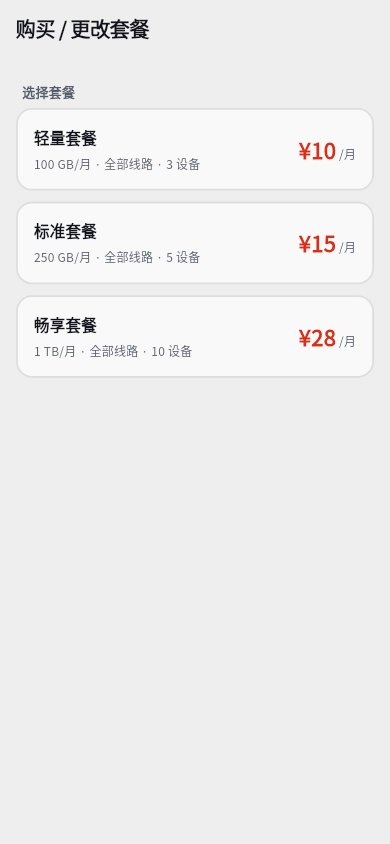 购买 / 更改套餐
选择套餐
轻量套餐
100 GB/月 · 全部线路 · 3 设备
¥10 /月
标准套餐
250 GB/月 · 全部线路 · 5 设备
¥15 /月
畅享套餐
1 TB/月 · 全部线路 · 10 设备
¥28 /月